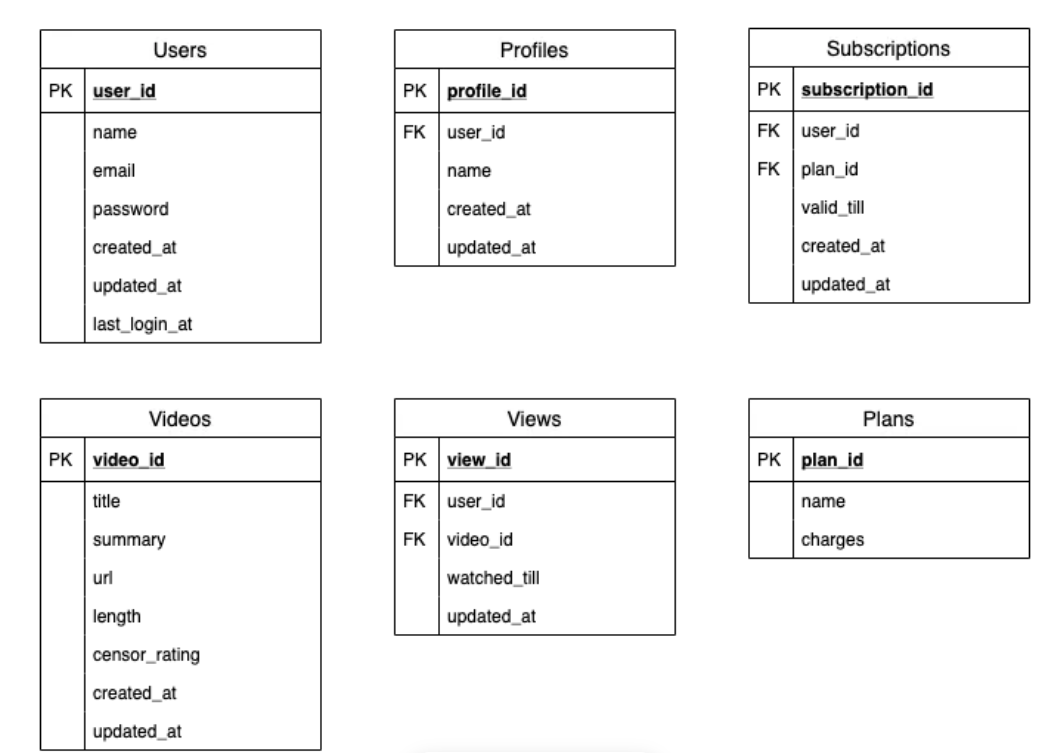 Users
PK user_id
name
email
password
created_at
updated_at
last_login_at
Profiles
PK profile_id
FK user_id
name
created_at
updated_at
Subscriptions
PK subscription_id
FK user_id
FK plan_id
valid_till
created_at
updated_at
Videos
PK video_id
title
summary
url
length
censor_rating
created_at
updated_at
Views
PK view_id
FK user_id
FK video_id
watched_till
updated_at
Plans
PK plan_id
name
charges